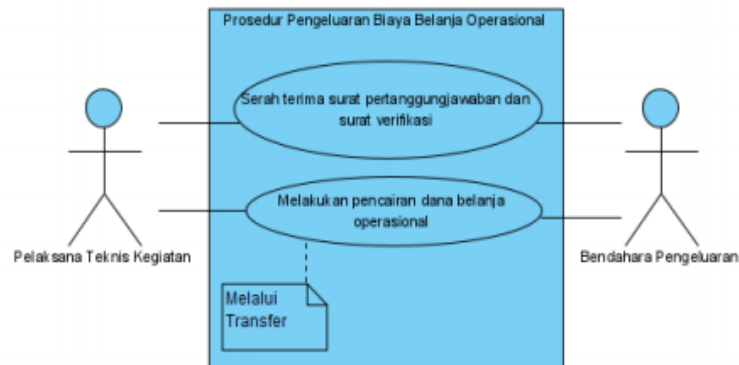 Prosedur Pengeluaran Biaya Belanja Operasional
Serah terima surat pertanggungjawaban dan
surat verifikasi
Melakukan pencairan dana belanja
operasional
Pelaksana Teknis Kegiatan
Bendahara Pengeluaran
Melalui
Transfer